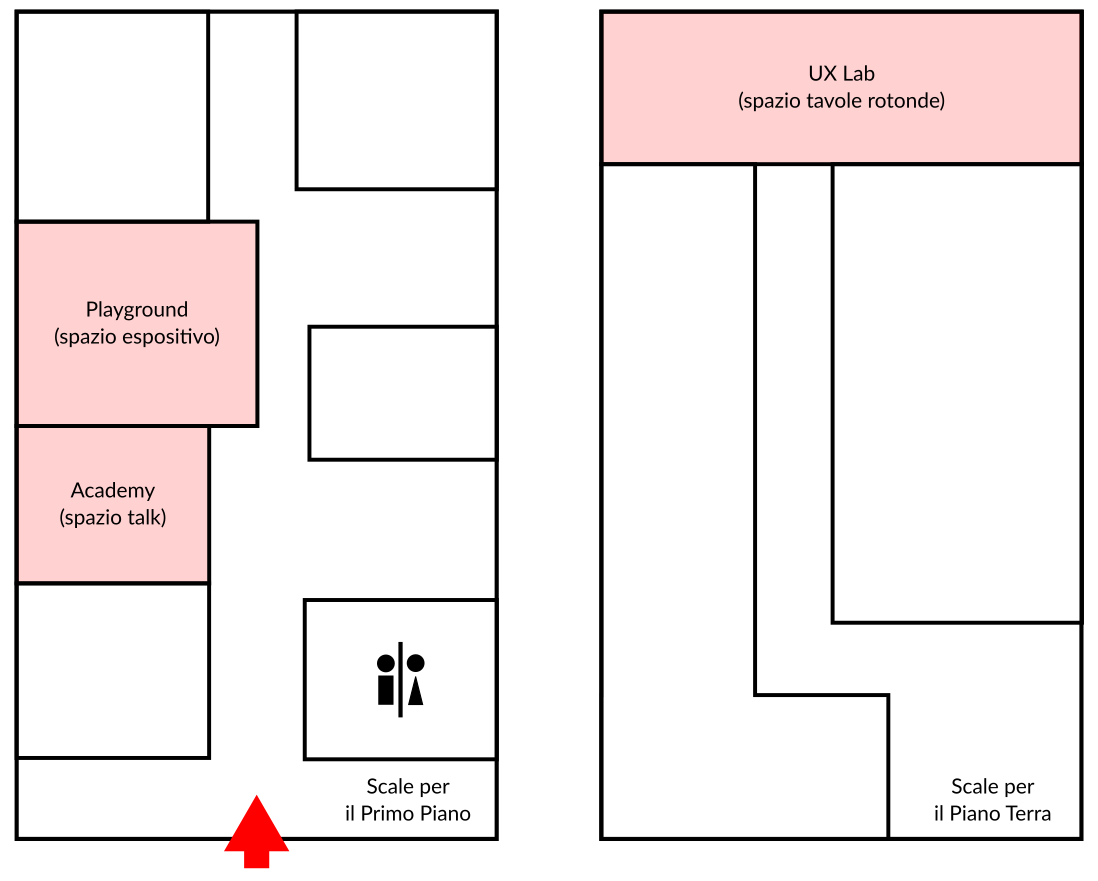 Playground
(spazio espositivo)
Academy
(spazio talk)
Scale per
il Primo Piano
UX Lab
(spazio tavole rotonde)
Scale per
il Piano Terra